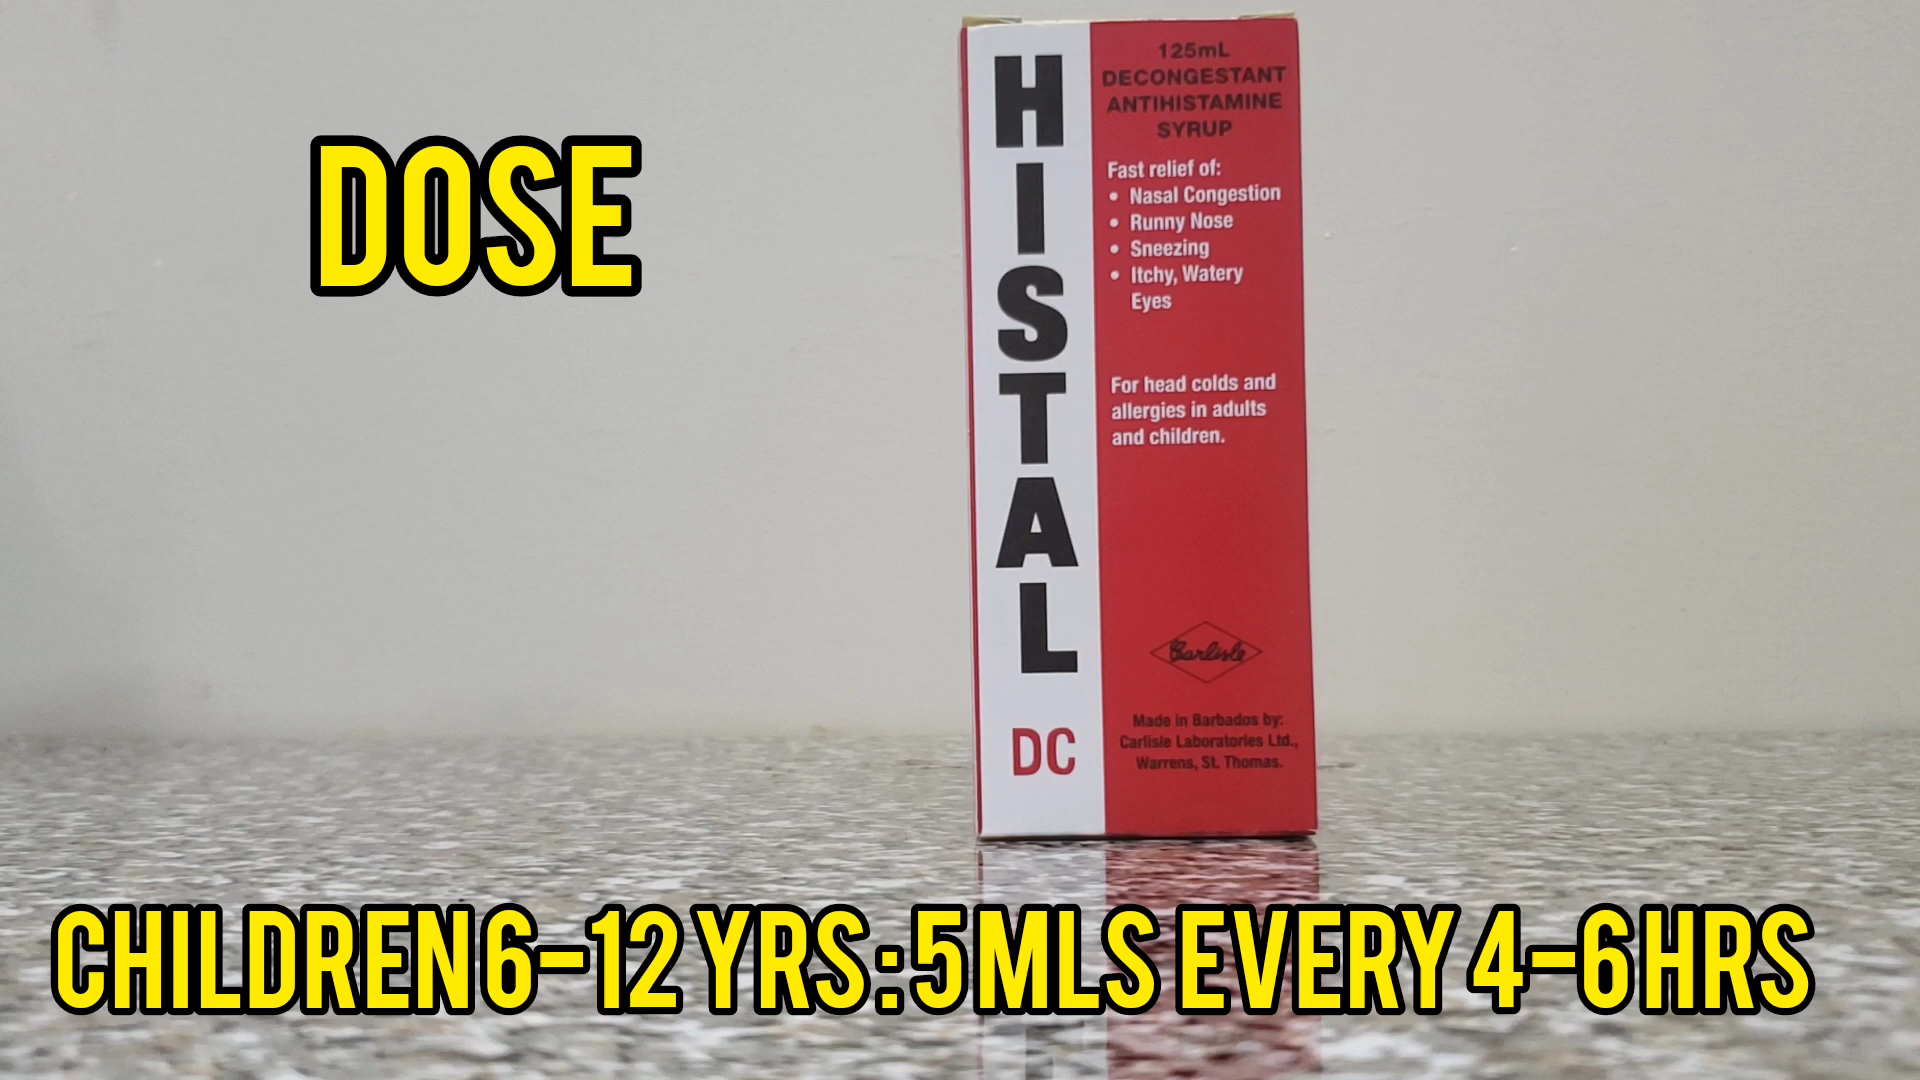 DOSE
HISTAL
DC
125mL
DECONGESTANT
ANTIHISTAMINE
SYRUP
Fast relief of:
• Nasal Congestion
• Runny Nose
• Sneezing
• Itchy, Watery
Eyes
For head colds and
allergies in adults
and children.
Carlisle
Made in Barbados by:
Carlisle Laboratories Ltd.,
Warrens, St. Thomas.
CHILDREN 6-12 YRS: 5 MLS EVERY 4-6 HRS